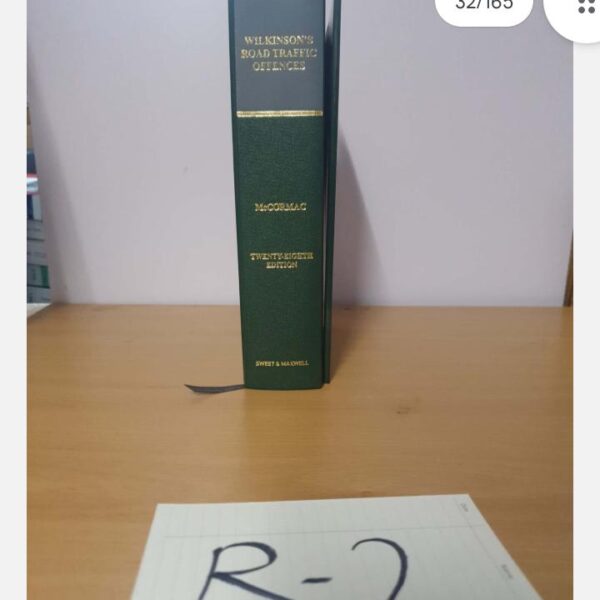 32/165
WILKINSON'S
ROAD TRAFFIC
OFFENCES
McCORMAC
TWENTY-EIGHTH
EDITION
SWEET & MAXWELL
R-2